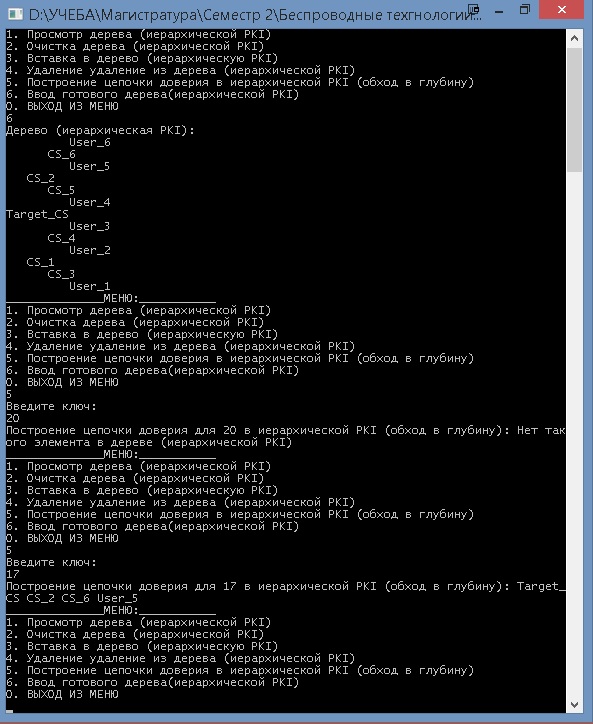 D:\УЧЕБА\Магистратура\Семестр 2\Беспроводные техгнологии\...
1. Просмотр дерева (иерархической PKI)
2. Очистка дерева (иерархической PKI)
3. Вставка в дерево (иерархическую PKI)
4. Удаление удаление из дерева (иерархической PKI)
5. Построение цепочки доверия в иерархической PKI (обход в глубину)
6. Ввод готового дерева(иерархической PKI)
0. ВЫХОД ИЗ МЕНЮ
6
Дерево (иерархическая PKI):
User_6
CS_6
User_5
CS_2
CS_5
User_4
Target_CS
User_3
CS_4
User_2
CS_1
CS_3
User_1
______________МЕНЮ:___________
1. Просмотр дерева (иерархической PKI)
2. Очистка дерева (иерархической PKI)
3. Вставка в дерево (иерархическую PKI)
4. Удаление удаление из дерева (иерархической PKI)
5. Построение цепочки доверия в иерархической PKI (обход в глубину)
6. Ввод готового дерева(иерархической PKI)
0. ВЫХОД ИЗ МЕНЮ
5
Введите ключ:
20
Построение цепочки доверия для 20 в иерархической PKI (обход в глубину): Нет так
ого элемента в дереве (иерархической PKI)
______________МЕНЮ:___________
1. Просмотр дерева (иерархической PKI)
2. Очистка дерева (иерархической PKI)
3. Вставка в дерево (иерархическую PKI)
4. Удаление удаление из дерева (иерархической PKI)
5. Построение цепочки доверия в иерархической PKI (обход в глубину)
6. Ввод готового дерева(иерархической PKI)
0. ВЫХОД ИЗ МЕНЮ
5
Введите ключ:
17
Построение цепочки доверия для 17 в иерархической PKI (обход в глубину): Target_
CS CS_2 CS_6 User_5
______________МЕНЮ:___________
1. Просмотр дерева (иерархической PKI)
2. Очистка дерева (иерархической PKI)
3. Вставка в дерево (иерархическую PKI)
4. Удаление удаление из дерева (иерархической PKI)
5. Построение цепочки доверия в иерархической PKI (обход в глубину)
6. Ввод готового дерева(иерархической PKI)
0. ВЫХОД ИЗ МЕНЮ